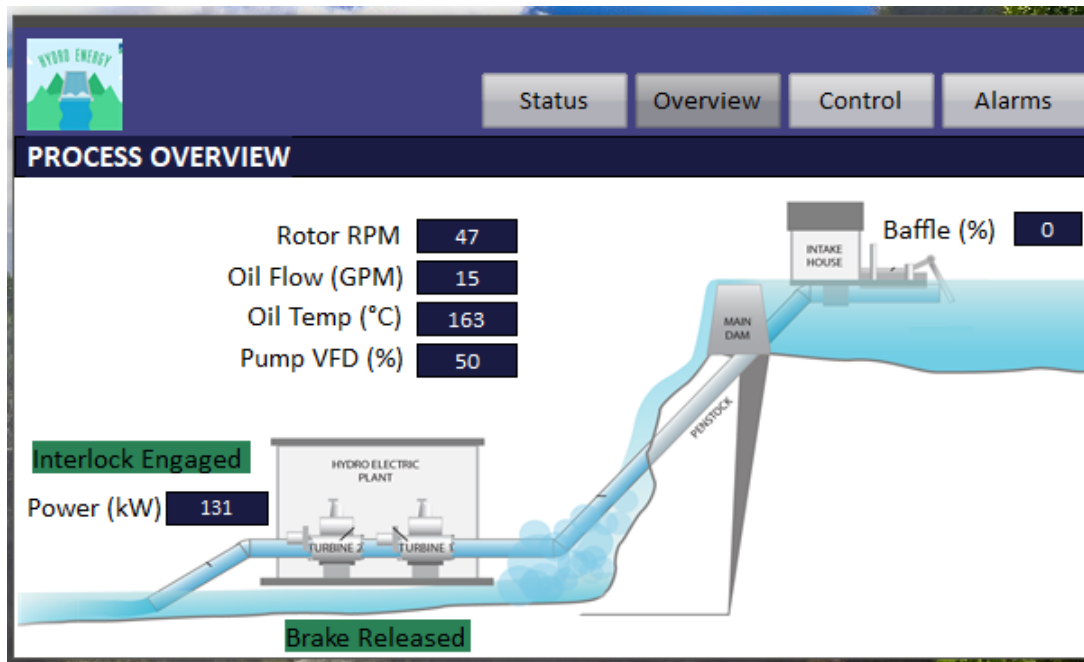 HYDRO ENERGY
Status
Overview
Control
Alarms
PROCESS OVERVIEW
Rotor RPM 47
Oil Flow (GPM) 15
Oil Temp (°C) 163
Pump VFD (%) 50
Baffle (%) 0
INTAKE
HOUSE
MAIN
DAM
PENSTOCK
Interlock Engaged
Power (kW) 131
HYDRO ELECTRIC
PLANT
TURBINE 2
TURBINE 1
Brake Released